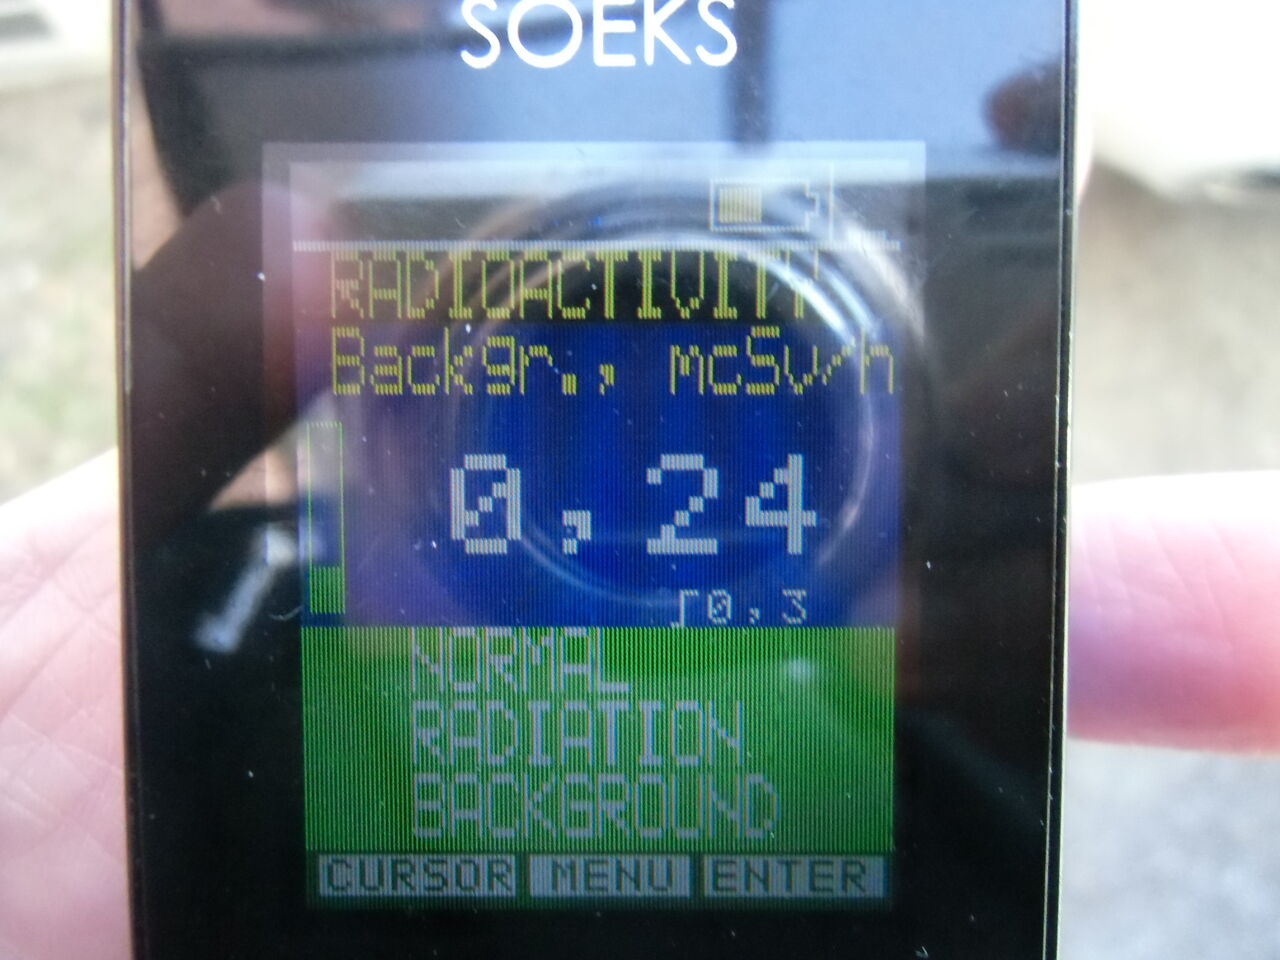 SOEKS
RADIOACTIVITY
Backgr., mcSv/h
0,24
⎧0,3
NORMAL
RADIATION
BACKGROUND
CURSOR MENU ENTER